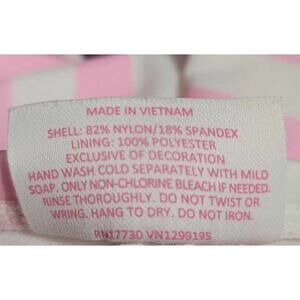 MADE IN VIETNAM
SHELL: 82% NYLON/18% SPANDEX
LINING: 100% POLYESTER
EXCLUSIVE OF DECORATION
HAND WASH COLD SEPARATELY WITH MILD
SOAP. ONLY NON-CHLORINE BLEACH IF NEEDED.
RINSE THOROUGHLY. DO NOT TWIST OR
WRING. HANG TO DRY. DO NOT IRON.
RN17730 VN1299195